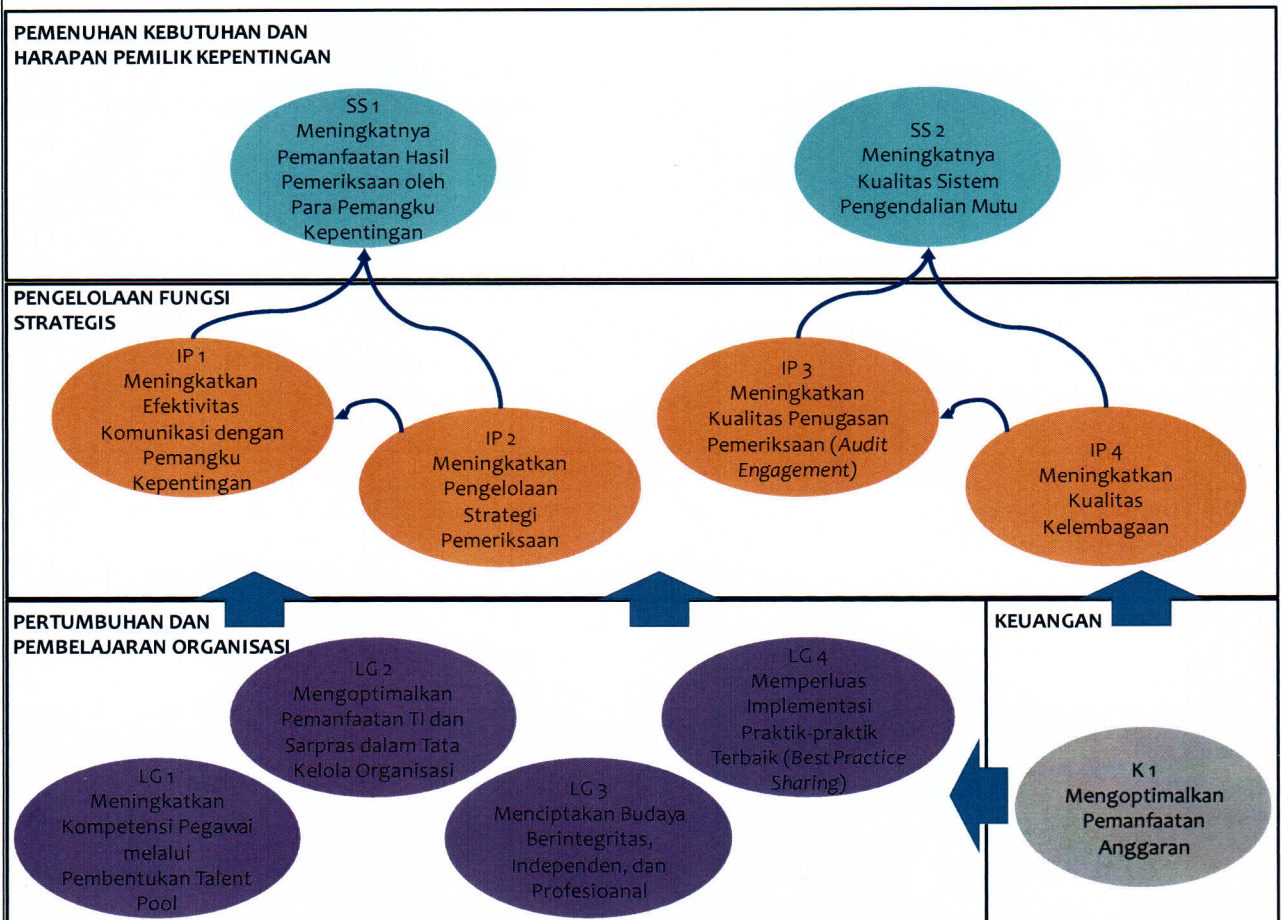 PEMENUHAN KEBUTUHAN DAN
HARAPAN PEMILIK KEPENTINGAN
SS 1
Meningkatnya
Pemanfaatan Hasil
Pemeriksaan oleh
Para Pemangku
Kepentingan
SS 2
Meningkatnya
Kualitas Sistem
Pengendalian Mutu
PENGELOLAAN FUNGSI
STRATEGIS
IP 1
Meningkatkan
Efektivitas
Komunikasi dengan
Pemangku
Kepentingan
IP 2
Meningkatkan
Pengelolaan
Strategi
Pemeriksaan
IP 3
Meningkatkan
Kualitas Penugasan
Pemeriksaan (Audit
Engagement)
IP 4
Meningkatkan
Kualitas
Kelembagaan
PERTUMBUHAN DAN
PEMBELAJARAN ORGANISASI
LG 1
Meningkatkan
Kompetensi Pegawai
melalui
Pembentukan Talent
Pool
LG 2
Mengoptimalkan
Pemanfaatan TI dan
Sarpras dalam Tata
Kelola Organisasi
LG 3
Menciptakan Budaya
Berintegritas,
Independen, dan
Profesioanal
LG 4
Memperluas
Implementasi
Praktik-praktik
Terbaik (Best Practice
Sharing)
KEUANGAN
K 1
Mengoptimalkan
Pemanfaatan
Anggaran